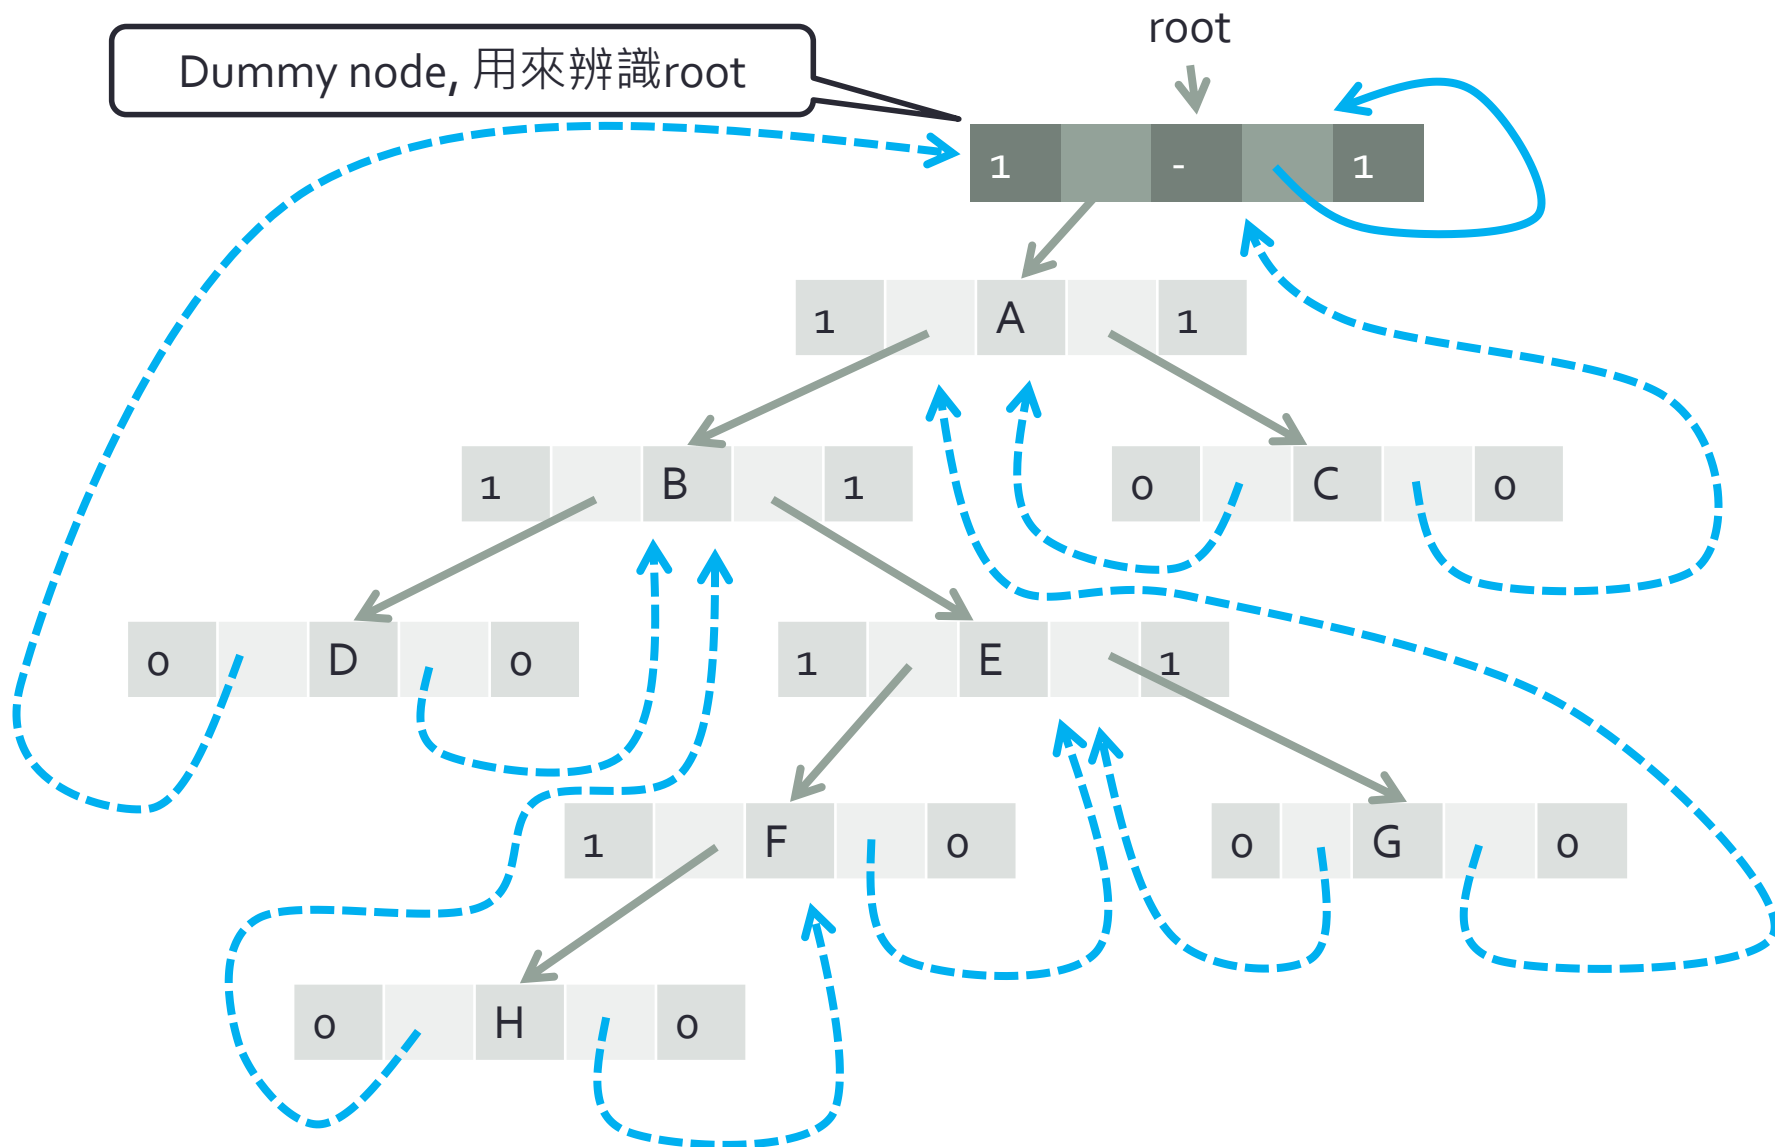 root
Dummy node, 用來辨識root
1 - 1
1 A 1
1 B 1
0 C 0
0 D 0
1 E 1
1 F 0
0 G 0
0 H 0